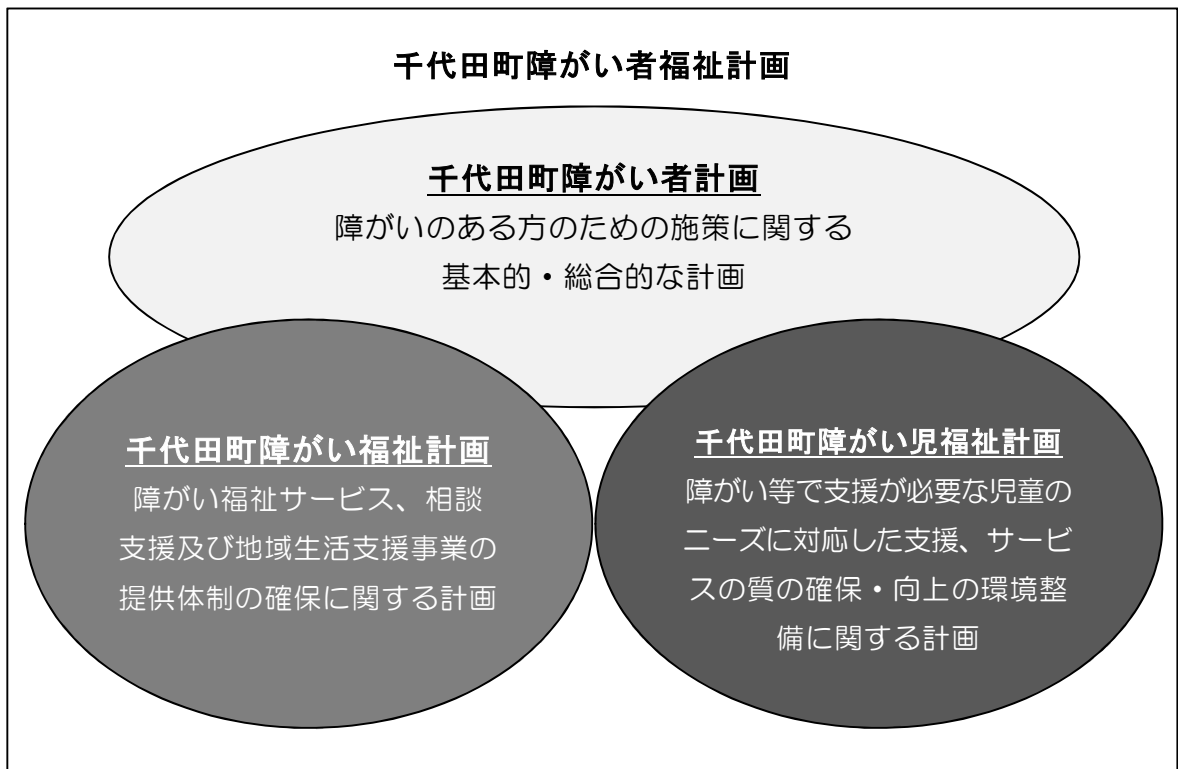 千代田町障がい者福祉計画
千代田町障がい者計画
障がいのある方のための施策に関する
基本的・総合的な計画
千代田町障がい福祉計画
障がい福祉サービス、相談
支援及び地域生活支援事業の
提供体制の確保に関する計画
千代田町障がい児福祉計画
障がい等で支援が必要な児童の
ニーズに対応した支援、サービ
スの質の確保・向上の環境整
備に関する計画